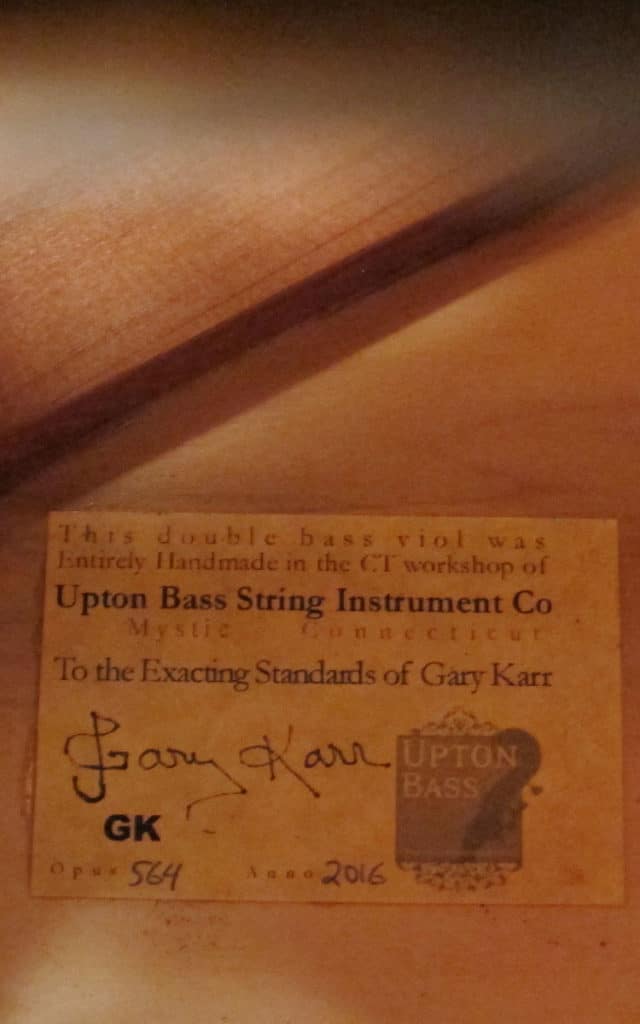 This double bass viol was
Entirely Handmade in the CT workshop of
Upton Bass String Instrument Co
Mystic Connecticut
To the Exacting Standards of Gary Karr
Gary Karr
UPTON
BASS
GK
Opus 564 Anno 2016